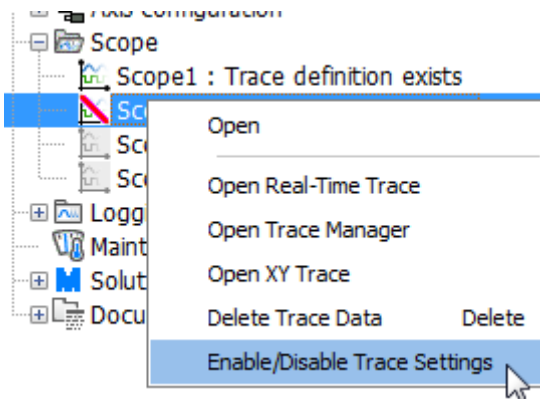 Axis Configuration
Scope
Scope1 : Trace definition exists
Sc
Open
Sc
Open Real-Time Trace
Sc
Logg
Open Trace Manager
Maint
Open XY Trace
Solut
Docu
Delete Trace Data Delete
Enable/Disable Trace Settings